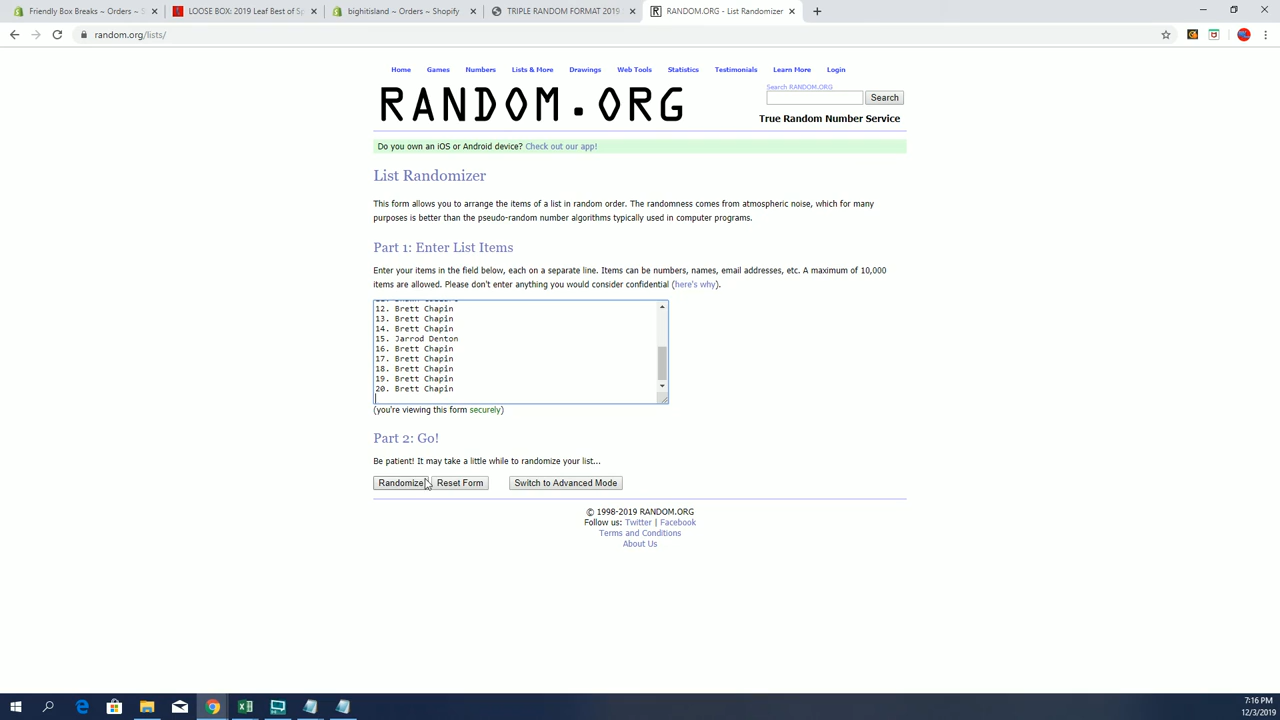 Friendly Box Breaks ~ Orders ~ S
LOOSE BOX: 2019 Leaf Best of Sp
bighitisland ~ Orders ~ Shopify
TRIPLE RANDOM FORMAT 2019
RANDOM.ORG - List Randomizer
random.org/lists/
Home Games Numbers Lists & More Drawings Web Tools Statistics Testimonials Learn More Login
RANDOM.ORG
Search RANDOM.ORG
Search
True Random Number Service
Do you own an iOS or Android device? Check out our app!
List Randomizer
This form allows you to arrange the items of a list in random order. The randomness comes from atmospheric noise, which for many
purposes is better than the pseudo-random number algorithms typically used in computer programs.
Part 1: Enter List Items
Enter your items in the field below, each on a separate line. Items can be numbers, names, email addresses, etc. A maximum of 10,000
items are allowed. Please don't enter anything you would consider confidential (here's why).
12. Brett Chapin
13. Brett Chapin
14. Brett Chapin
15. Jarrod Denton
16. Brett Chapin
17. Brett Chapin
18. Brett Chapin
19. Brett Chapin
20. Brett Chapin
(you're viewing this form securely)
Part 2: Go!
Be patient! It may take a little while to randomize your list...
Randomize Reset Form Switch to Advanced Mode
© 1998-2019 RANDOM.ORG
Follow us: Twitter | Facebook
Terms and Conditions
About Us
7:16 PM
12/3/2019